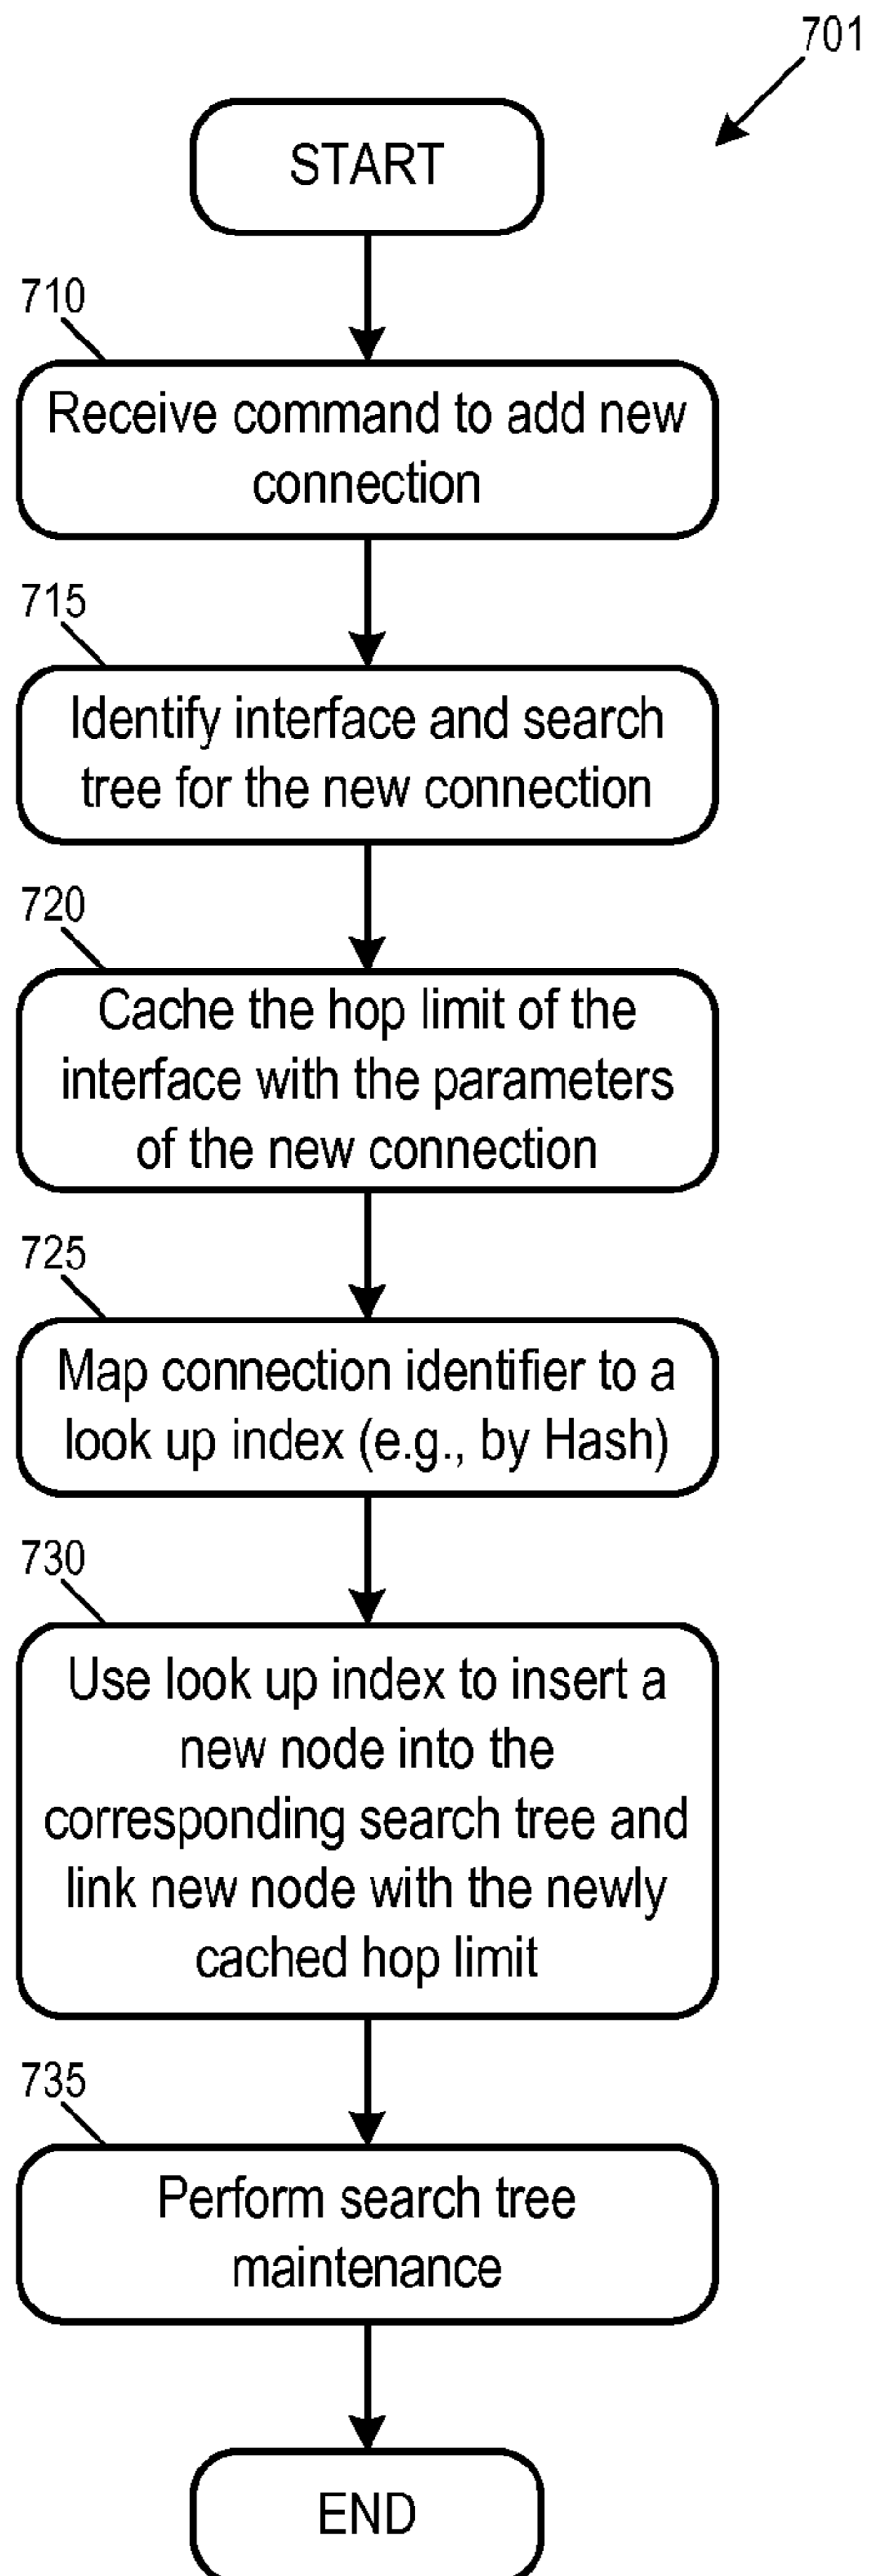 701
START
710
Receive command to add new
connection
715
Identify interface and search
tree for the new connection
720
Cache the hop limit of the
interface with the parameters
of the new connection
725
Map connection identifier to a
look up index (e.g., by Hash)
730
Use look up index to insert a
new node into the
corresponding search tree and
link new node with the newly
cached hop limit
735
Perform search tree
maintenance
END